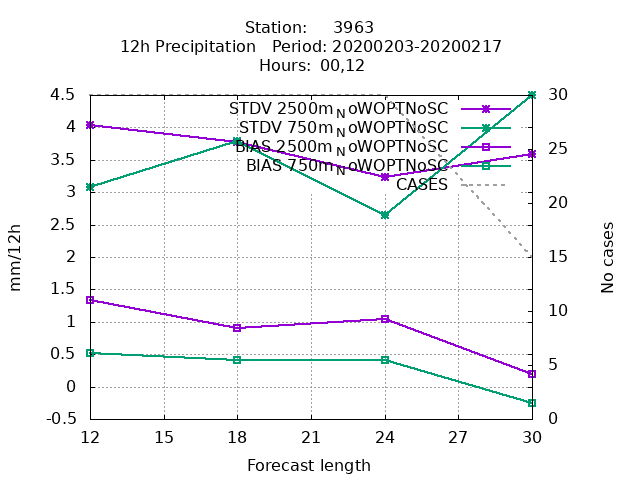 Station: 3963
12h Precipitation Period: 20200203-20200217
Hours: 00,12
STDV 2500m_NoWOPTNoSC
STDV 750m_NoWOPTNoSC
BIAS 2500m_NoWOPTNoSC
BIAS 750m_NoWOPTNoSC
CASES
4.5
4
3.5
3
2.5
2
1.5
1
0.5
0
-0.5
mm/12h
30
25
20
15
10
5
0
No cases
12 15 18 21 24 27 30
Forecast length